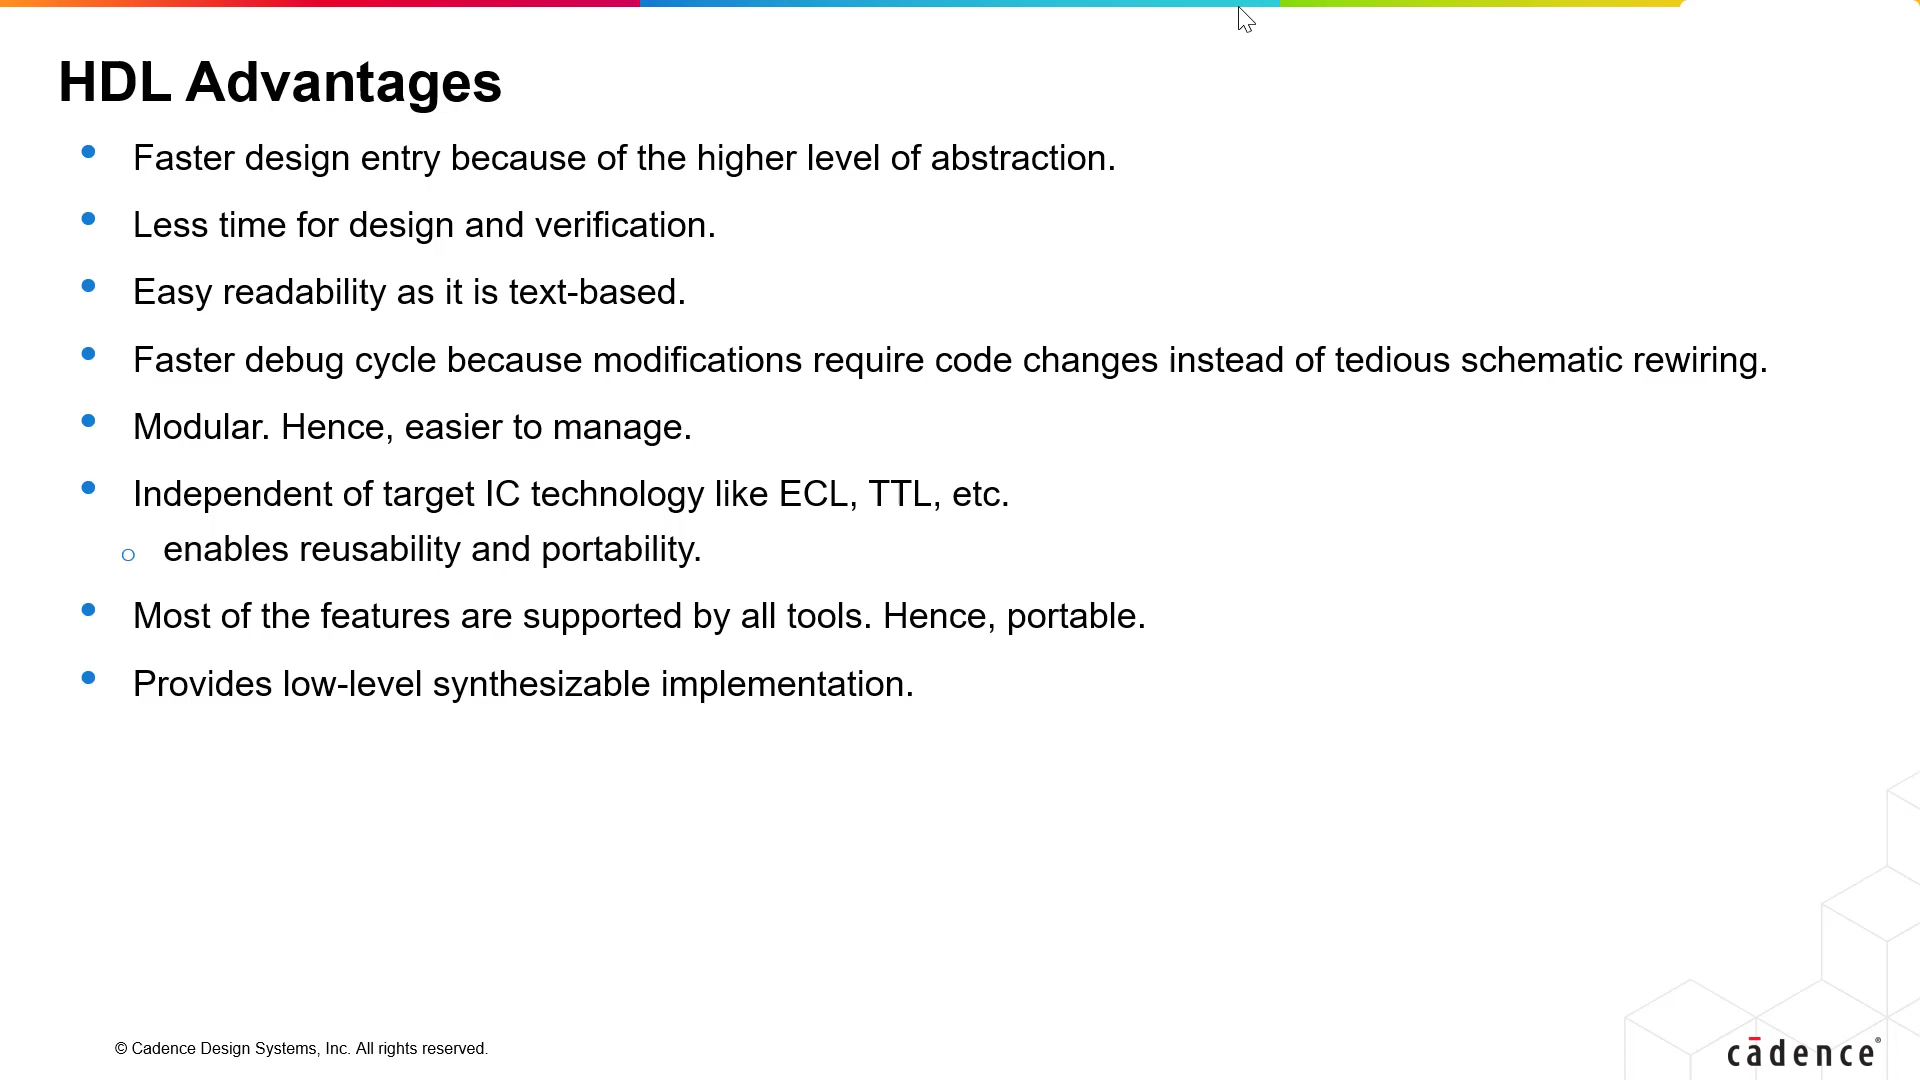 HDL Advantages
• Faster design entry because of the higher level of abstraction.
• Less time for design and verification.
• Easy readability as it is text-based.
• Faster debug cycle because modifications require code changes instead of tedious schematic rewiring.
• Modular. Hence, easier to manage.
• Independent of target IC technology like ECL, TTL, etc.
o enables reusability and portability.
• Most of the features are supported by all tools. Hence, portable.
• Provides low-level synthesizable implementation.
© Cadence Design Systems, Inc. All rights reserved.
cādence®